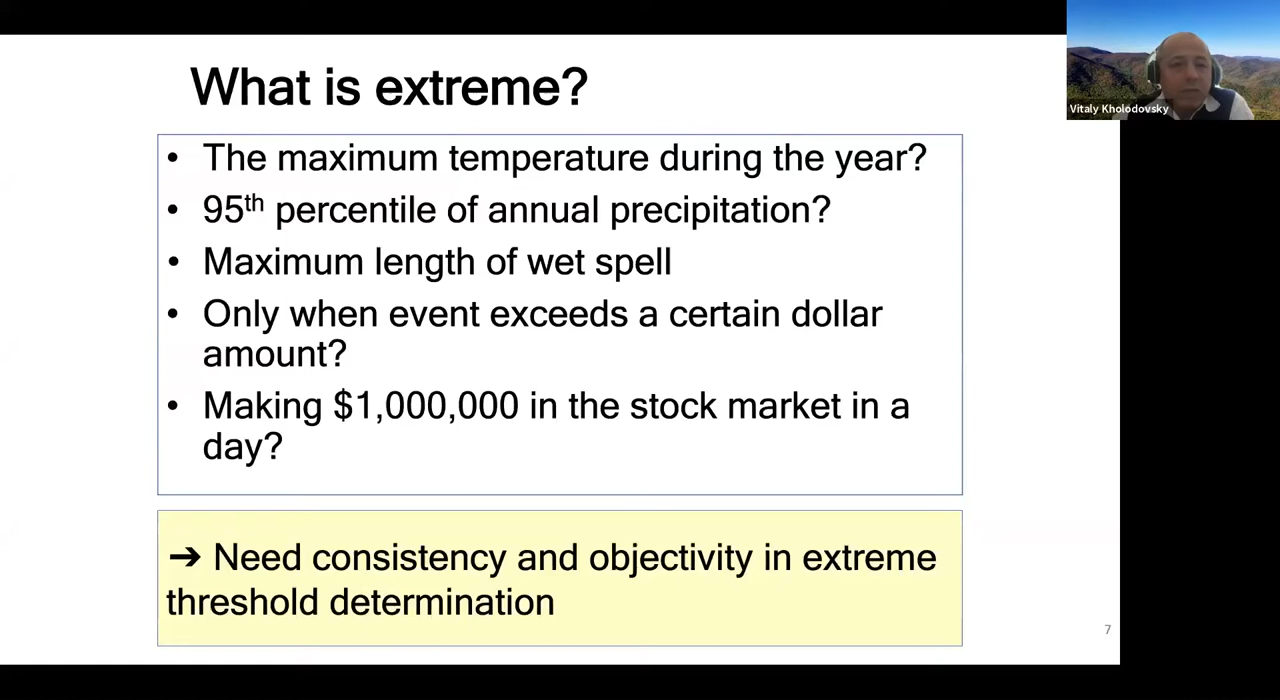 What is extreme?
Vitaly Kholodovsky
• The maximum temperature during the year?
• 95th percentile of annual precipitation?
• Maximum length of wet spell
• Only when event exceeds a certain dollar
amount?
• Making $1,000,000 in the stock market in a
day?
➔ Need consistency and objectivity in extreme
threshold determination
7